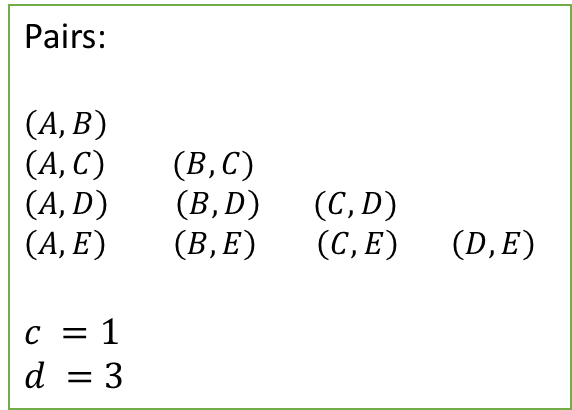 Pairs:
(A, B)
(A, C) (B, C)
(A, D) (B, D) (C, D)
(A, E) (B, E) (C, E) (D, E)
c = 1
d = 3